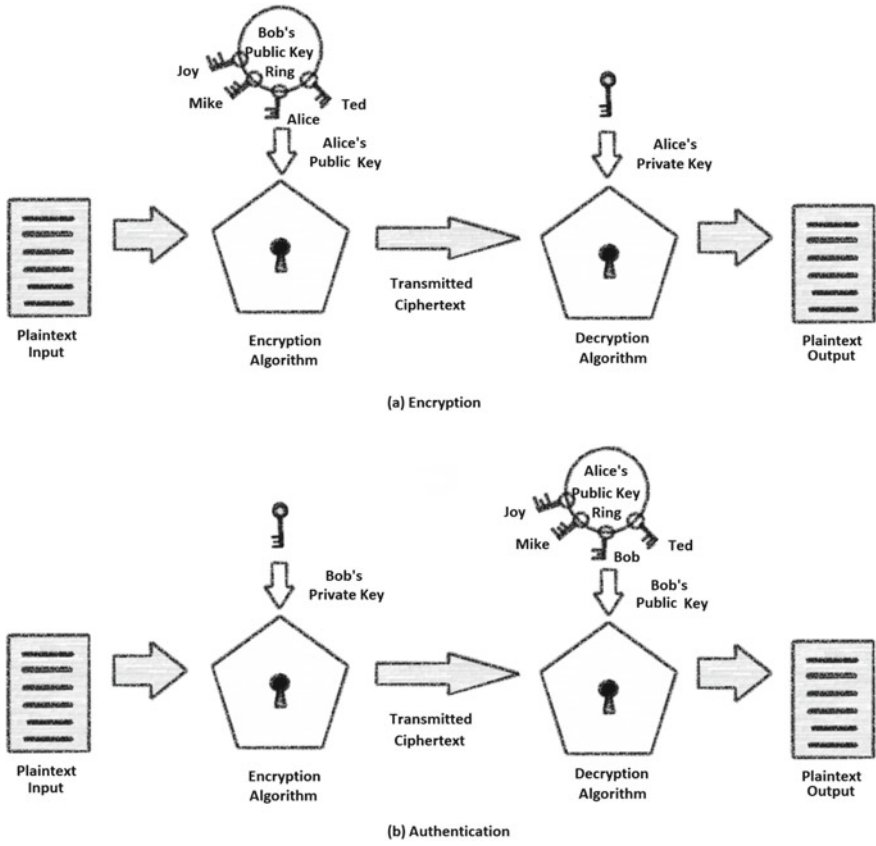 Bob's
Public Key
Ring
Joy
Mike
Alice
Ted
Alice's
Public Key
Alice's
Private Key
Plaintext
Input
Encryption
Algorithm
Transmitted
Ciphertext
Decryption
Algorithm
Plaintext
Output
(a) Encryption
Bob's
Private Key
Alice's
Public Key
Ring
Joy
Mike
Bob
Ted
Bob's
Public Key
Plaintext
Input
Encryption
Algorithm
Transmitted
Ciphertext
Decryption
Algorithm
Plaintext
Output
(b) Authentication